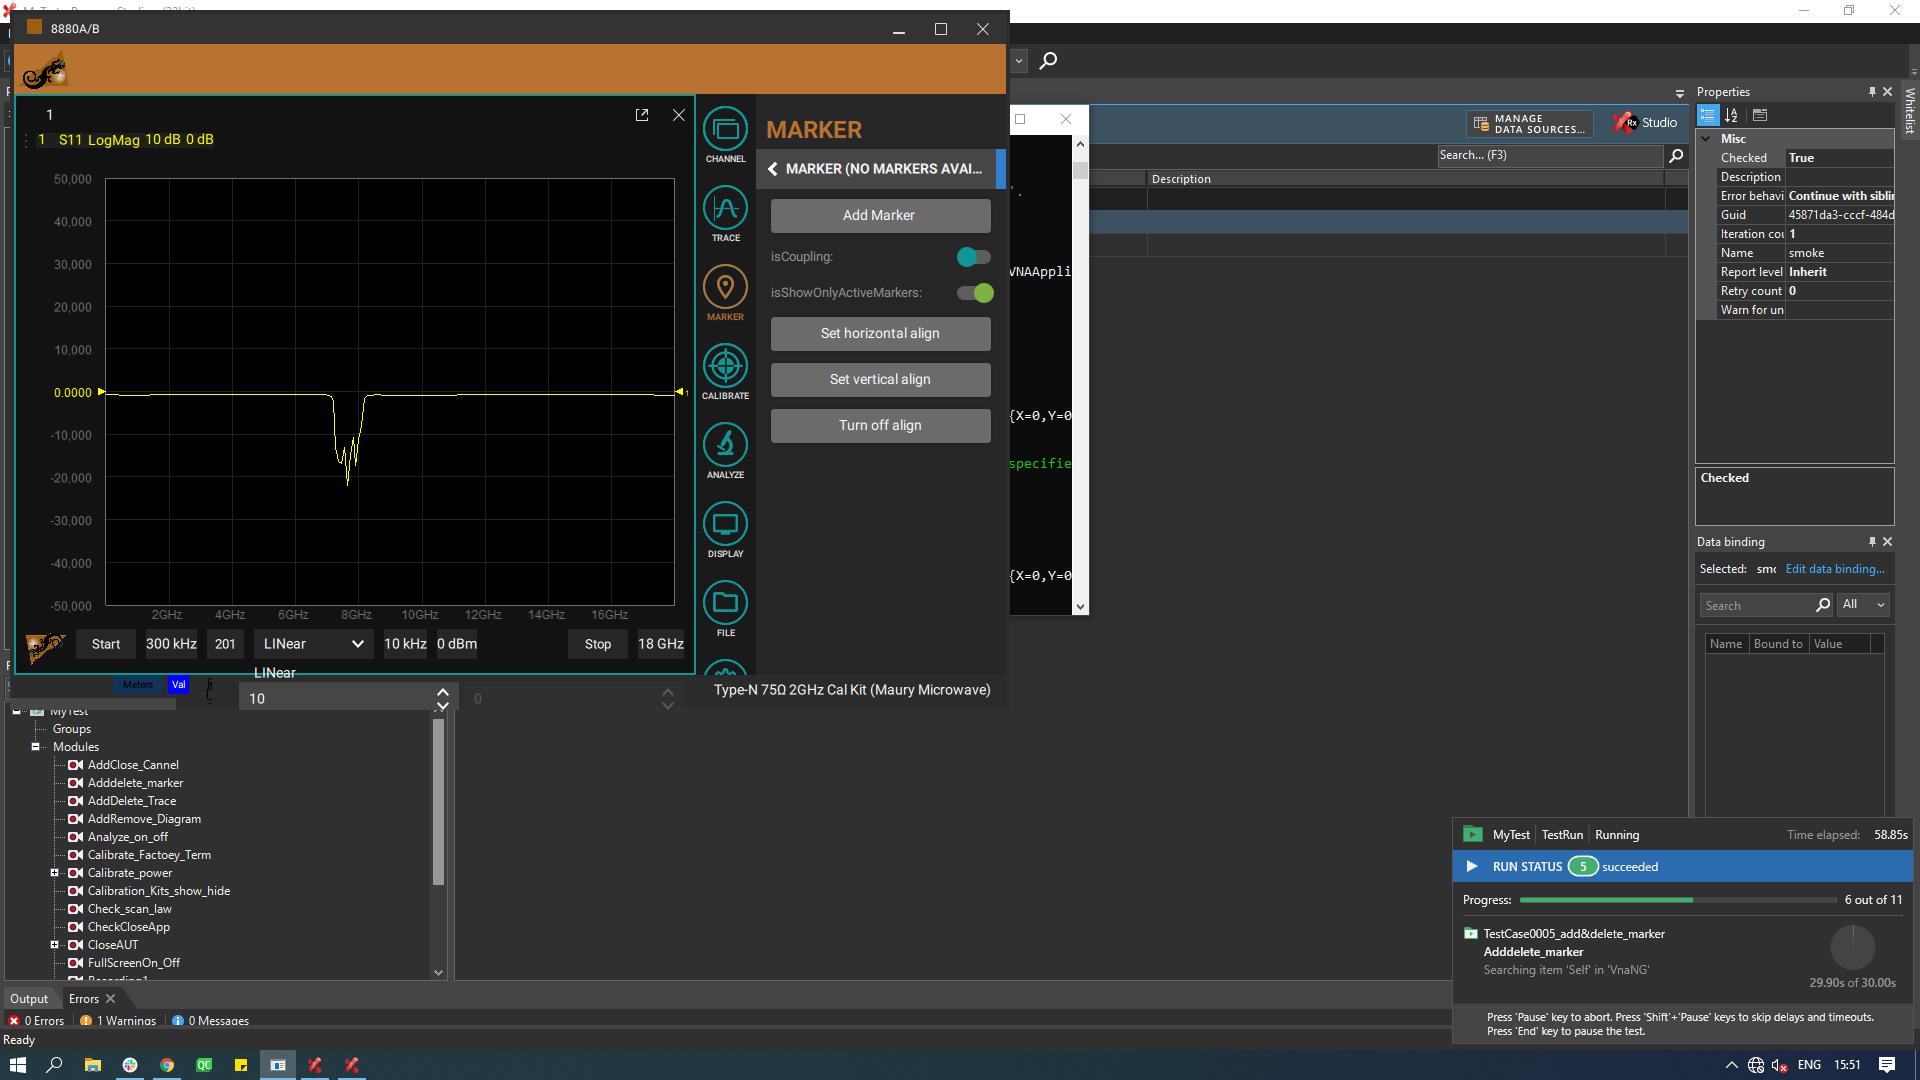 8880A/B
1
1 S11 LogMag 10 dB 0 dB
50,000
40,000
30,000
20,000
10,000
0.0000
-10,000
-20,000
-30,000
-40,000
-50,000
1
2GHz 4GHz 6GHz 8GHz 10GHz 12GHz 14GHz 16GHz
Start 300 kHz 201 LINear 10 kHz 0 dBm Stop 18 GHz
LINear
Meters Val 10 0
Type-N 75Ω 2GHz Cal Kit (Maury Microwave)
CHANNEL
TRACE
MARKER
CALIBRATE
ANALYZE
DISPLAY
FILE
MARKER
MARKER (NO MARKERS AVAI...
Add Marker
isCoupling:
isShowOnlyActiveMarkers:
Set horizontal align
Set vertical align
Turn off align
VNAAppli
{X=0,Y=0
specifie
{X=0,Y=0
MANAGE
DATA SOURCES...
Rx Studio
Search... (F3)
Description
Properties
Whitelist
Misc
Checked True
Description
Error behavi Continue with siblin
Guid 45871da3-cccf-484d
Iteration cou 1
Name smoke
Report level Inherit
Retry count 0
Warn for un
Checked
Data binding
Selected: smo Edit data binding...
Search All
Name Bound to Value
MyTest
Groups
Modules
AddClose_Cannel
Adddelete_marker
AddDelete_Trace
AddRemove_Diagram
Analyze_on_off
Calibrate_Factoey_Term
Calibrate_power
Calibration_Kits_show_hide
Check_scan_law
CheckCloseApp
CloseAUT
FullScreenOn_Off
Recording1
MyTest TestRun Running Time elapsed: 58.85s
RUN STATUS 5 succeeded
Progress: 6 out of 11
TestCase0005_add&delete_marker
Adddelete_marker
Searching item 'Self' in 'VnaNG'
29.90s of 30.00s
Press 'Pause' key to abort. Press 'Shift'+'Pause' keys to skip delays and timeouts.
Press 'End' key to pause the test.
Output Errors
0 Errors 1 Warnings 0 Messages
Ready
QC
ENG 15:51